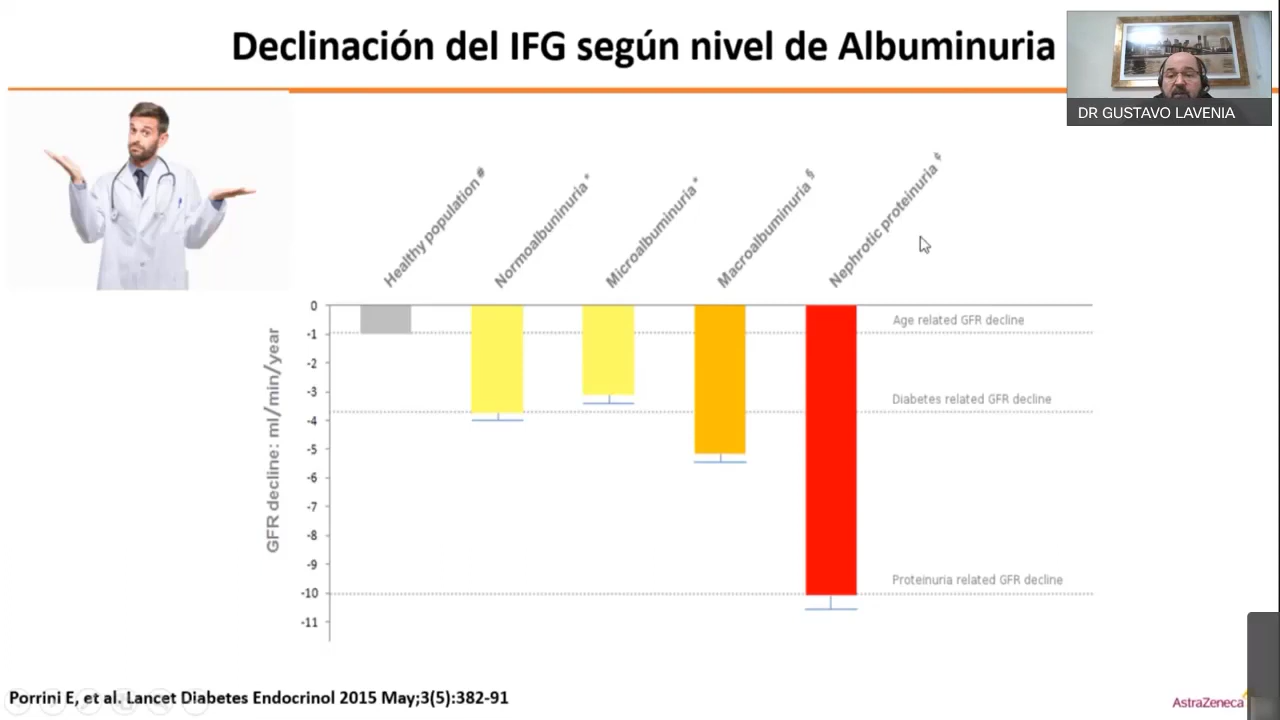 Declinación del IFG según nivel de Albuminuria
DR GUSTAVO LAVENIA
Healthy population #
Normoalbuninuria *
Microalbuminuria *
Macroalbuminuria §
Nephrotic proteinuria ¢
GFR decline: ml/min/year
0
-1
-2
-3
-4
-5
-6
-7
-8
-9
-10
-11
Age related GFR decline
Diabetes related GFR decline
Proteinuria related GFR decline
Porrini E, et al. Lancet Diabetes Endocrinol 2015 May;3(5):382-91
AstraZeneca